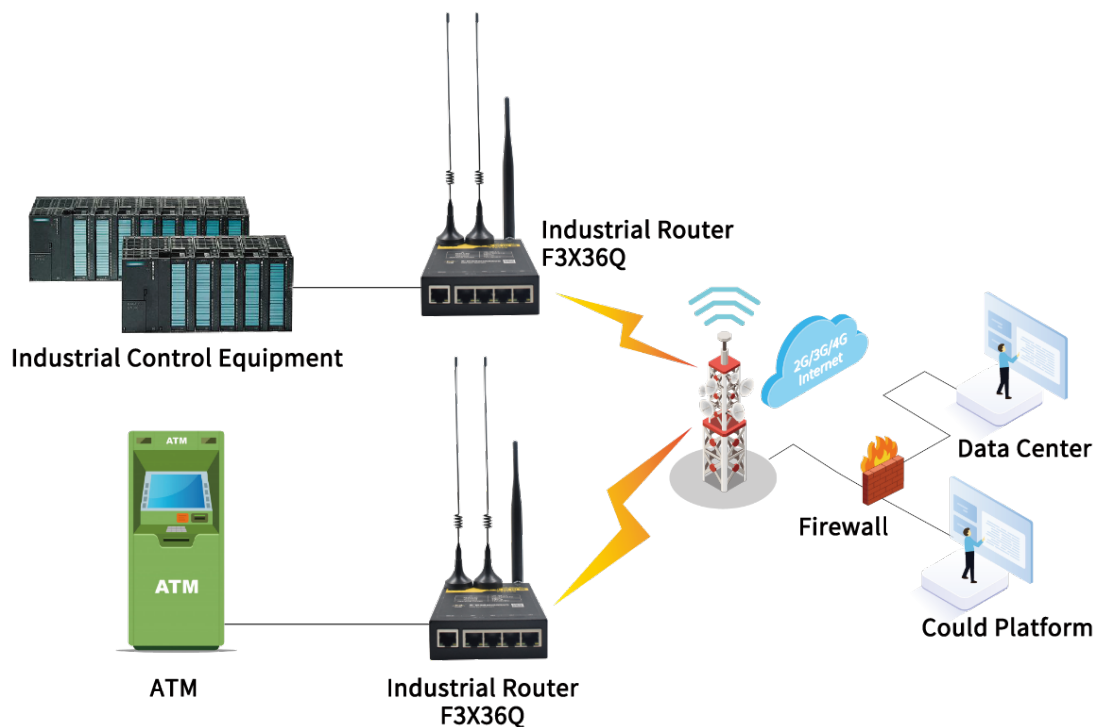 Industrial Router
F3X36Q
Industrial Control Equipment
2G/3G/4G
Internet
Data Center
Firewall
Could Platform
ATM
ATM
ATM
Industrial Router
F3X36Q